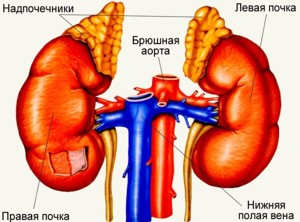 Надпочечники
Левая почка
Брюшная
аорта
Правая почка
Нижняя
полая вена